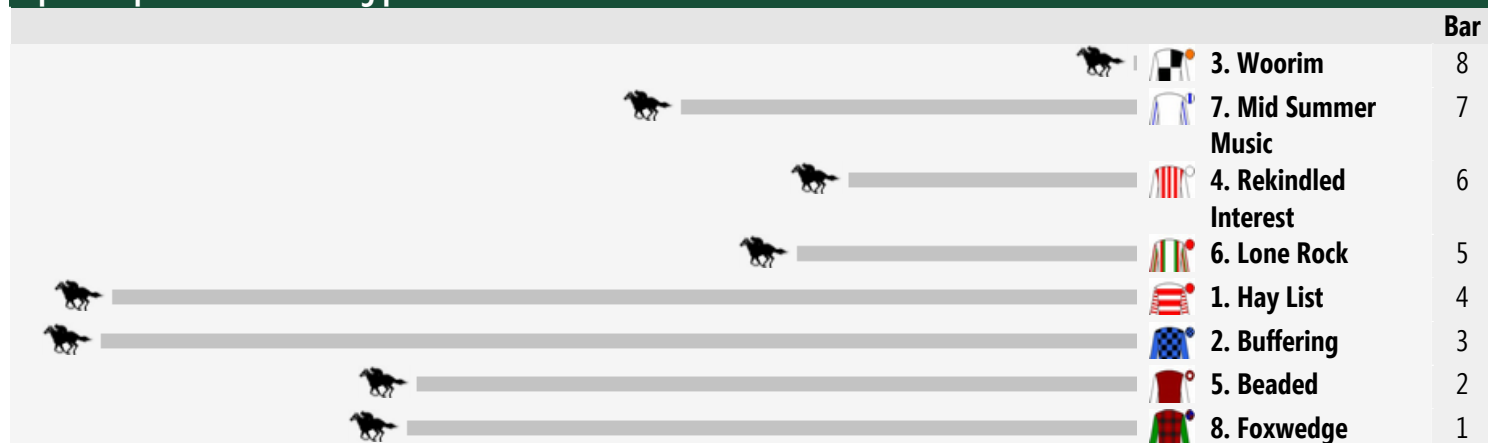 Bar
3. Woorim 8
7. Mid Summer 7
Music
4. Rekindled 6
Interest
6. Lone Rock 5
1. Hay List 4
2. Buffering 3
5. Beaded 2
8. Foxwedge 1